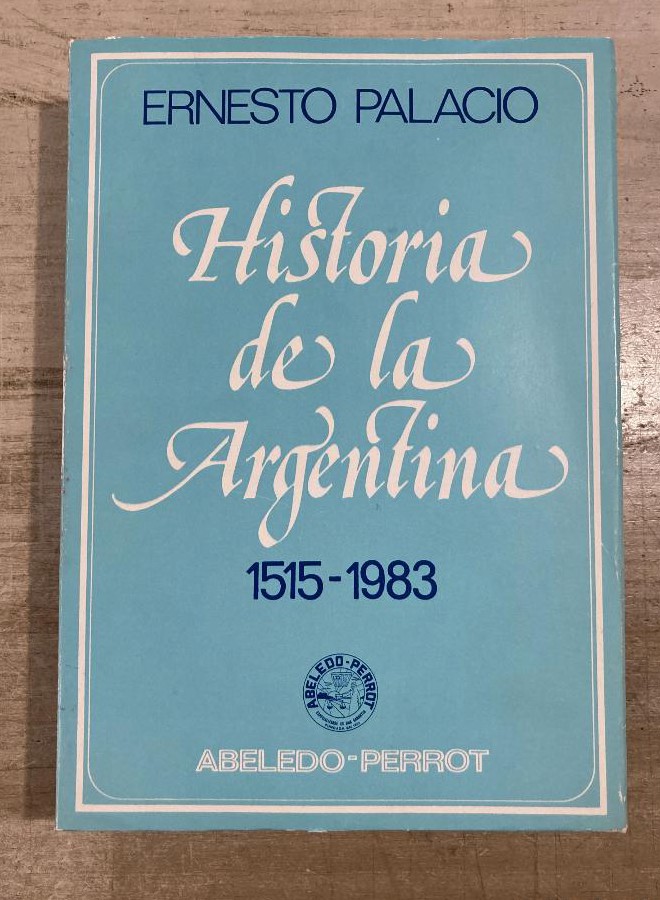 ERNESTO PALACIO
Historia
de la
Argentina
1515-1983
ABELEDO-PERROT
ABELEDO-PERROT